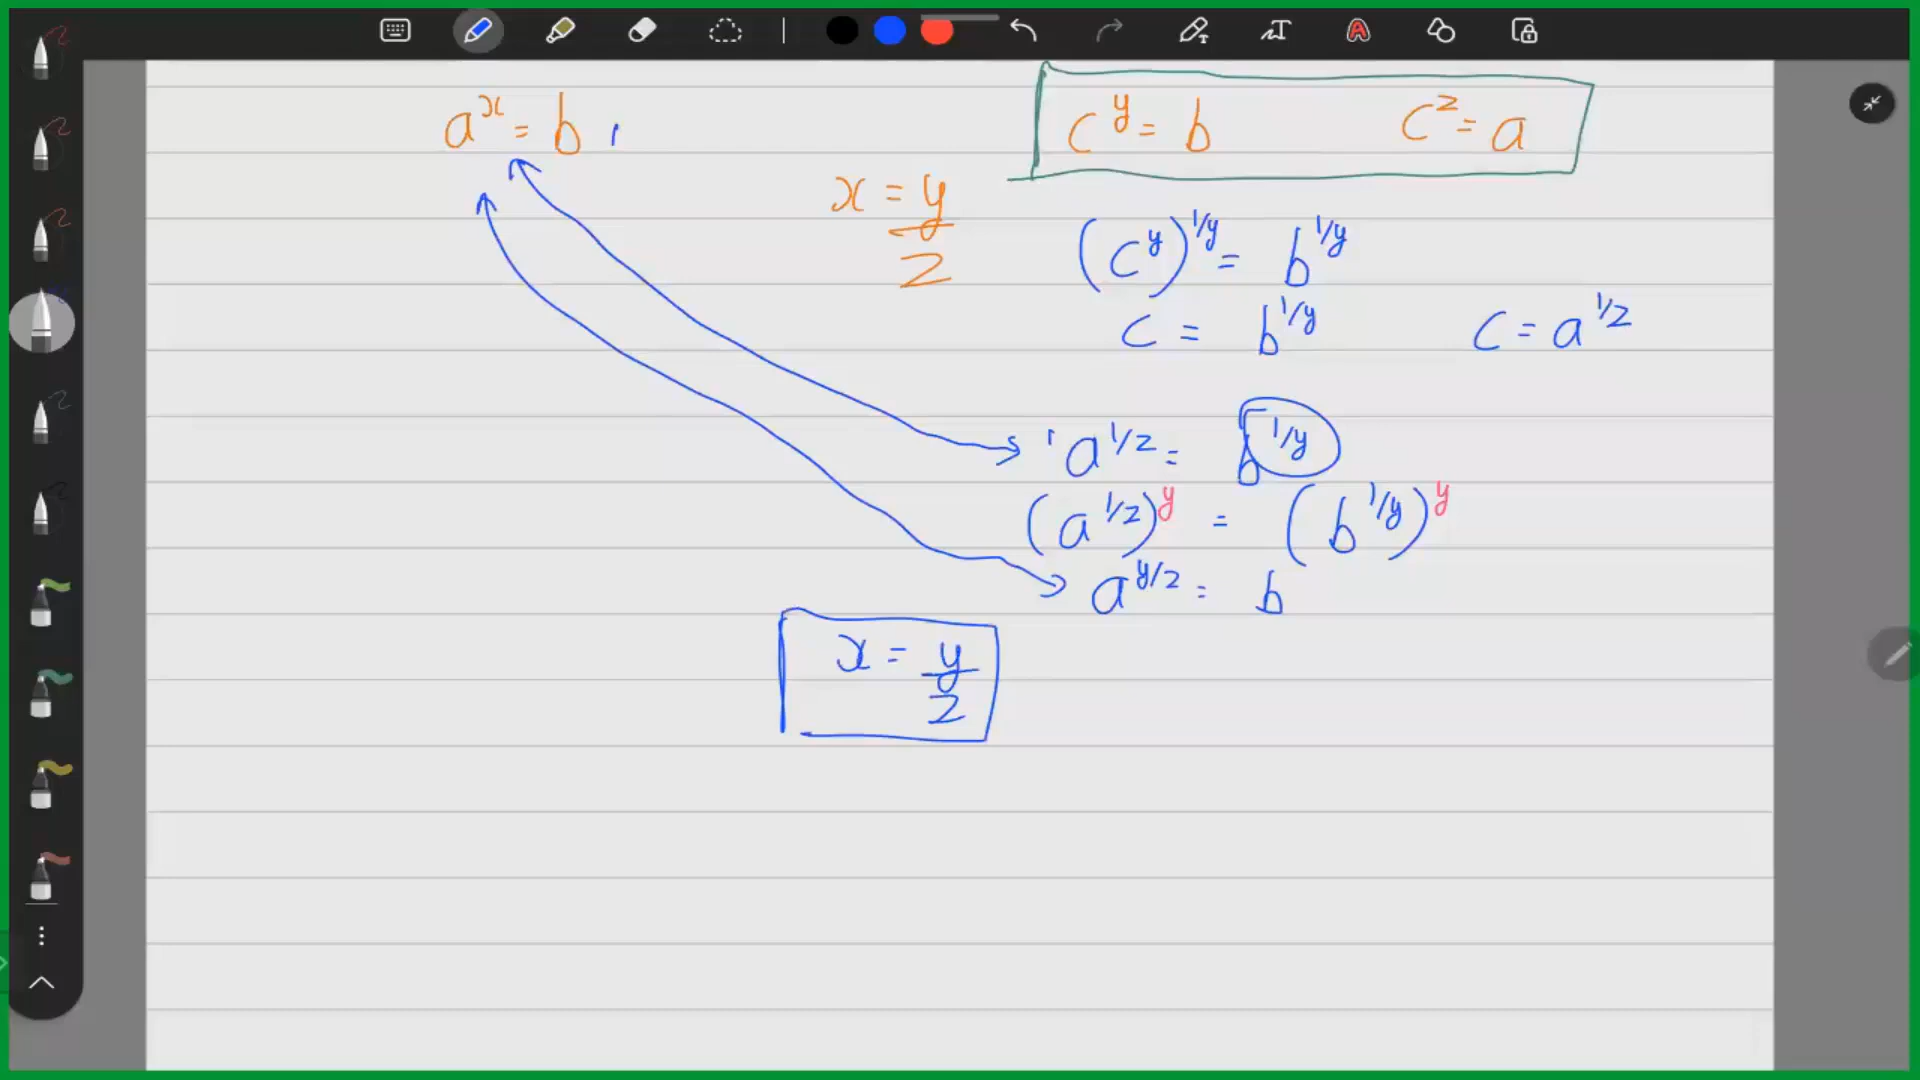 a^x = b
c^y = b    c^z = a
x = y/z
(c^y)^1/y = b^1/y
c = b^1/y    c = a^1/z
a^1/z = b^1/y
(a^1/z)^y = (b^1/y)^y
a^y/z = b
x = y/z